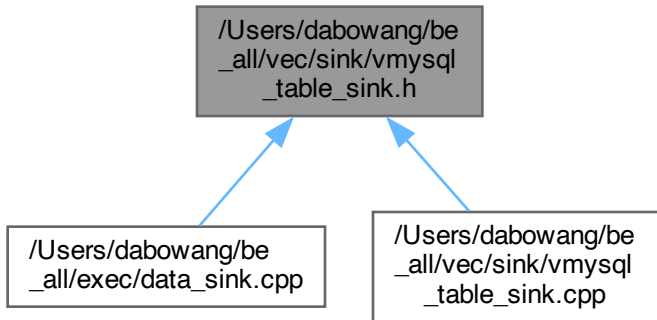 /Users/dabowang/be
_all/vec/sink/vmysql
_table_sink.h
/Users/dabowang/be
_all/exec/data_sink.cpp
/Users/dabowang/be
_all/vec/sink/vmysql
_table_sink.cpp